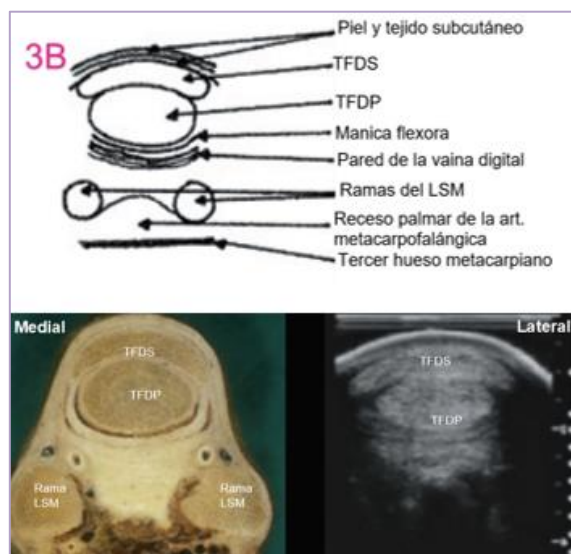 3B
Piel y tejido subcutáneo
TFDS
TFDP
Manica flexora
Pared de la vaina digital
Ramas del LSM
Receso palmar de la art.
metacarpofalángica
Tercer hueso metacarpiano
Medial
Lateral
TFDS
TFDP
Rama
LSM
Rama
LSM
TFDS
TFDP